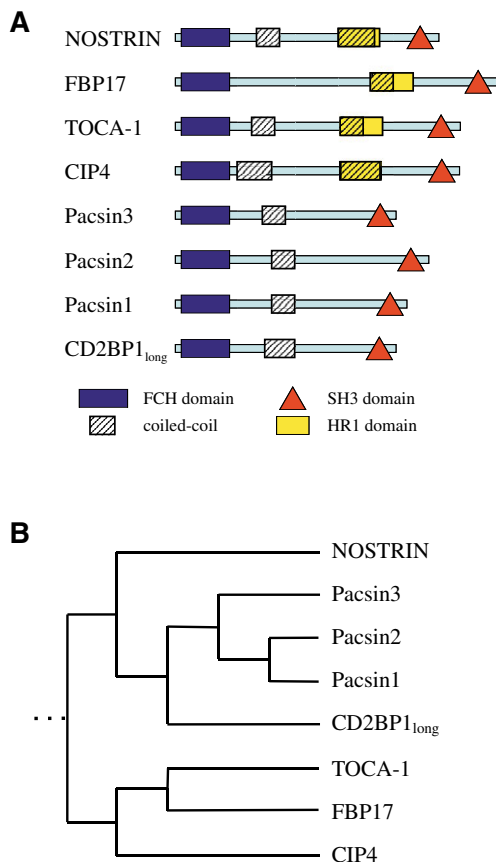 A
NOSTRIN
FBP17
TOCA-1
CIP4
Pacsin3
Pacsin2
Pacsin1
CD2BP1long
FCH domain
SH3 domain
coiled-coil
HR1 domain
B
NOSTRIN
Pacsin3
Pacsin2
Pacsin1
CD2BP1long
TOCA-1
FBP17
CIP4
...